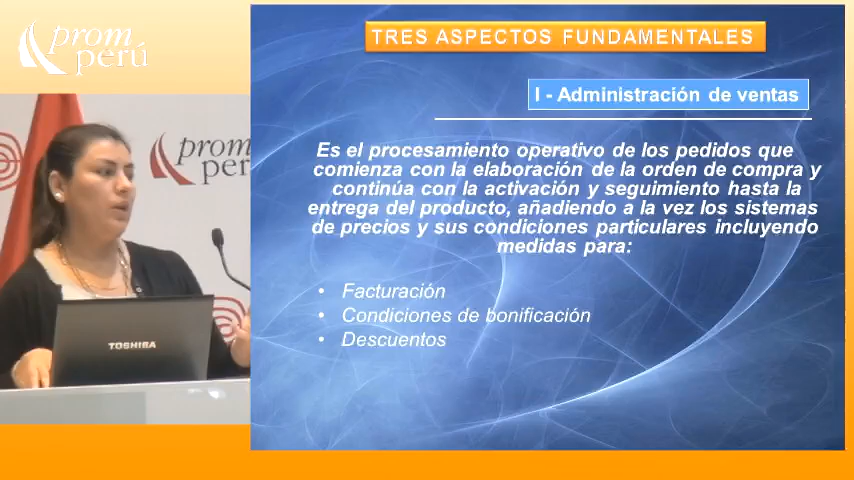 prom
perú
TRES ASPECTOS FUNDAMENTALES
I - Administración de ventas
Es el procesamiento operativo de los pedidos que
comienza con la elaboración de la orden de compra y
continúa con la activación y seguimiento hasta la
entrega del producto, añadiendo a la vez los sistemas
de precios y sus condiciones particulares incluyendo
medidas para:
• Facturación
• Condiciones de bonificación
• Descuentos
prom
per
TOSHIBA